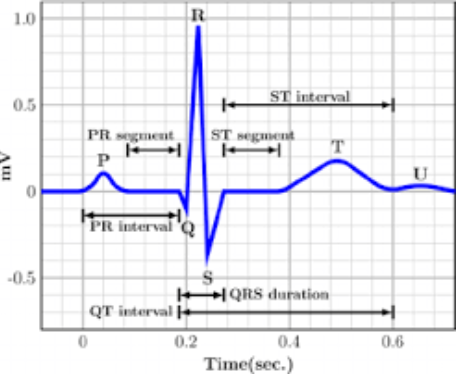 R
1.0
ST interval
0.5
PR segment
ST segment
P
T
U
mV
0
PR interval
Q
S
-0.5
QRS duration
QT interval
0
0.2
0.4
0.6
Time(sec.)